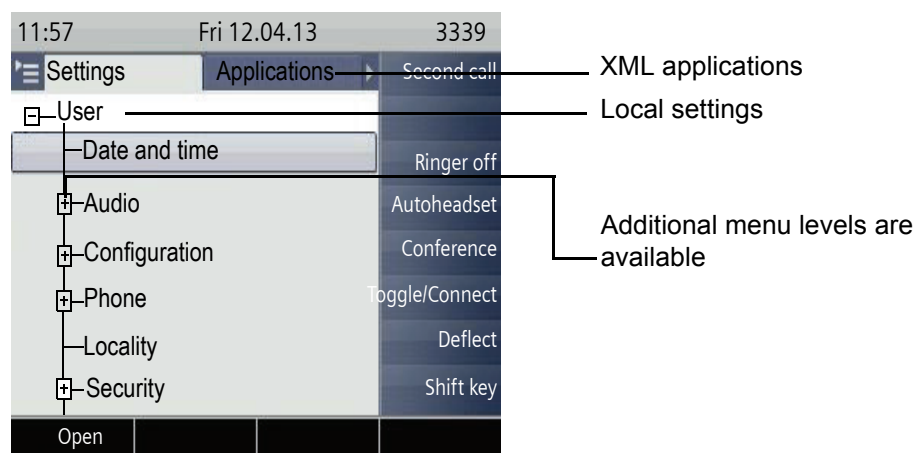 11:57 Fri 12.04.13 3339
Settings Applications Second call
XML applications
User
Local settings
Date and time
Ringer off
Audio
Autoheadset
Additional menu levels are
available
Configuration
Conference
Phone
Toggle/Connect
Locality
Deflect
Security
Shift key
Open